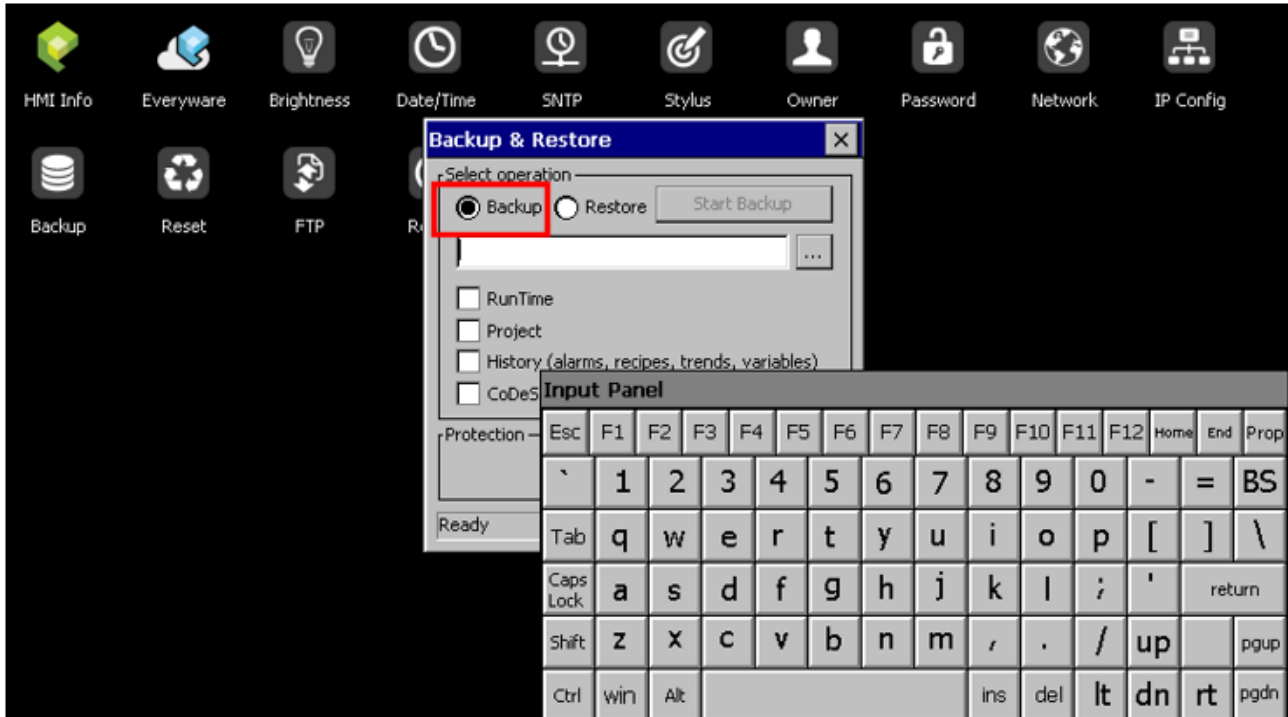 HMI Info Everyware Brightness Date/Time SNTP Stylus Owner Password Network IP Config
Backup Reset FTP
Backup & Restore
Select operation
Backup Restore Start Backup
...
RunTime
Project
History (alarms, recipes, trends, variables)
Protection
Ready
Input Panel
Esc F1 F2 F3 F4 F5 F6 F7 F8 F9 F10 F11 F12 Home End Prop
` 1 2 3 4 5 6 7 8 9 0 - = BS
Tab q w e r t y u i o p [ ] \
Caps Lock a s d f g h j k l ; ' return
Shift z x c v b n m , . / up pgup
Ctrl win Alt ins del lt dn rt pgdn